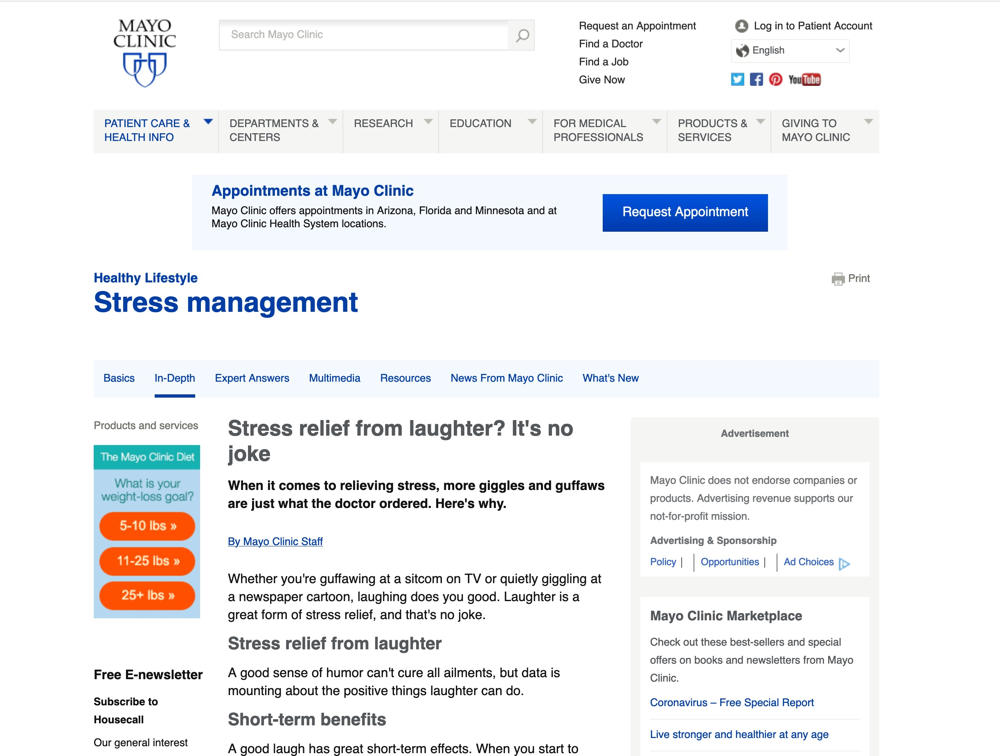 MAYO
CLINIC
Search Mayo Clinic
Request an Appointment
Find a Doctor
Find a Job
Give Now
Log in to Patient Account
English
You Tube
PATIENT CARE &
HEALTH INFO
DEPARTMENTS &
CENTERS
RESEARCH
EDUCATION
FOR MEDICAL
PROFESSIONALS
PRODUCTS &
SERVICES
GIVING TO
MAYO CLINIC
Appointments at Mayo Clinic
Mayo Clinic offers appointments in Arizona, Florida and Minnesota and at
Mayo Clinic Health System locations.
Request Appointment
Healthy Lifestyle
Stress management
Print
Basics
In-Depth
Expert Answers
Multimedia
Resources
News From Mayo Clinic
What's New
Products and services
The Mayo Clinic Diet
What is your
weight-loss goal?
5-10 lbs »
11-25 lbs »
25+ lbs »
Free E-newsletter
Subscribe to
Housecall
Our general interest
Stress relief from laughter? It's no
joke
When it comes to relieving stress, more giggles and guffaws
are just what the doctor ordered. Here's why.
By Mayo Clinic Staff
Whether you're guffawing at a sitcom on TV or quietly giggling at
a newspaper cartoon, laughing does you good. Laughter is a
great form of stress relief, and that's no joke.
Stress relief from laughter
A good sense of humor can't cure all ailments, but data is
mounting about the positive things laughter can do.
Short-term benefits
A good laugh has great short-term effects. When you start to
Advertisement
Mayo Clinic does not endorse companies or
products. Advertising revenue supports our
not-for-profit mission.
Advertising & Sponsorship
Policy |
Opportunities |
Ad Choices
Mayo Clinic Marketplace
Check out these best-sellers and special
offers on books and newsletters from Mayo
Clinic.
Coronavirus – Free Special Report
Live stronger and healthier at any age